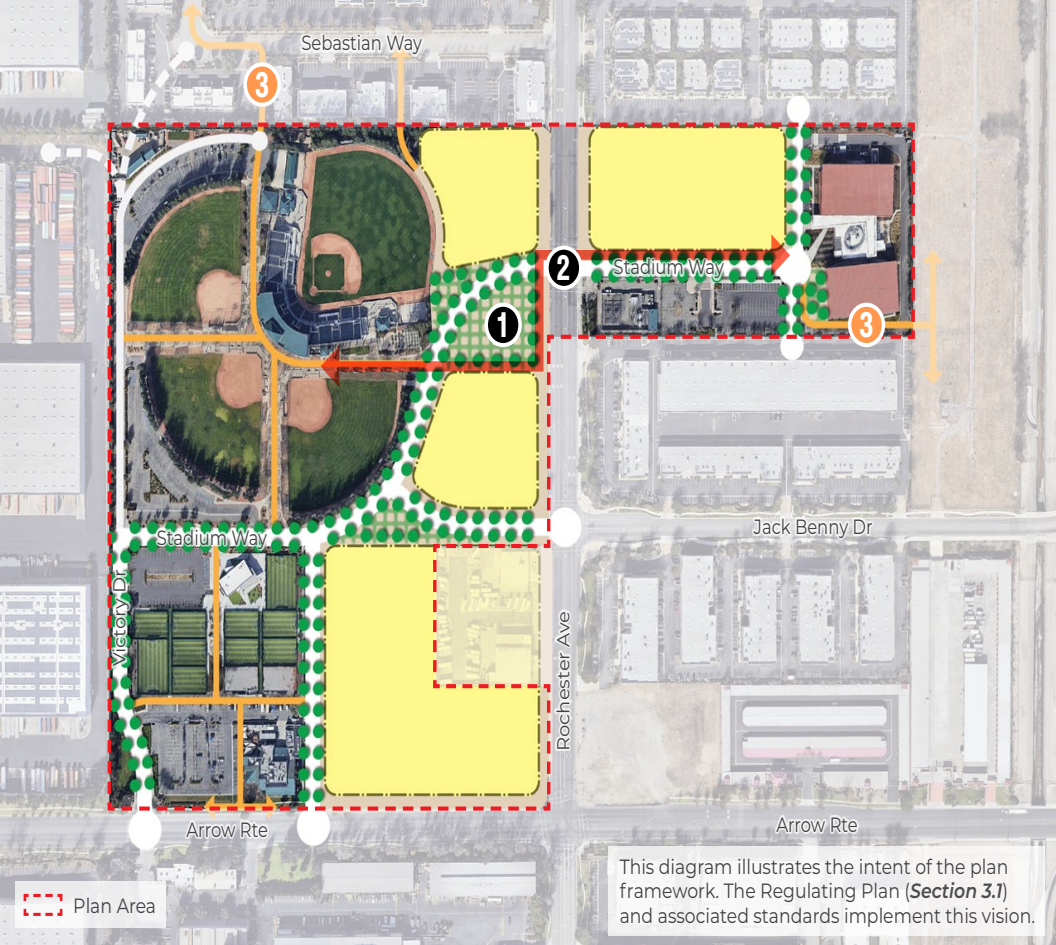 Sebastian Way
3
2
Stadium Way
1
3
Jack Benny Dr
Stadium Way
Victory Dr
Rochester Ave
Arrow Rte
Arrow Rte
This diagram illustrates the intent of the plan
framework. The Regulating Plan (Section 3.1)
and associated standards implement this vision.
Plan Area